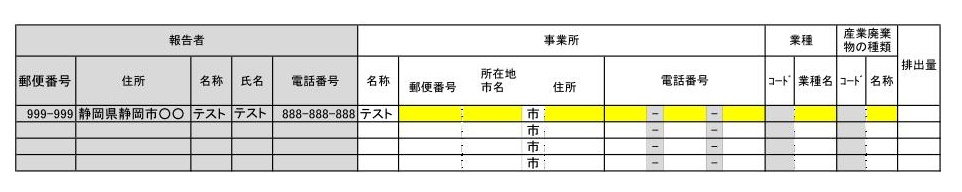 報告者 事業所 業種 産業廃棄物の種類 排出量
郵便番号 住所 名称 氏名 電話番号 名称 郵便番号 所在地 市名 住所 電話番号 ｺｰﾄﾞ 業種名 ｺｰﾄﾞ 名称
999-999 静岡県静岡市〇〇 テスト テスト 888-888-888 テスト 市 － －
市 － －
市 － －
市 － －